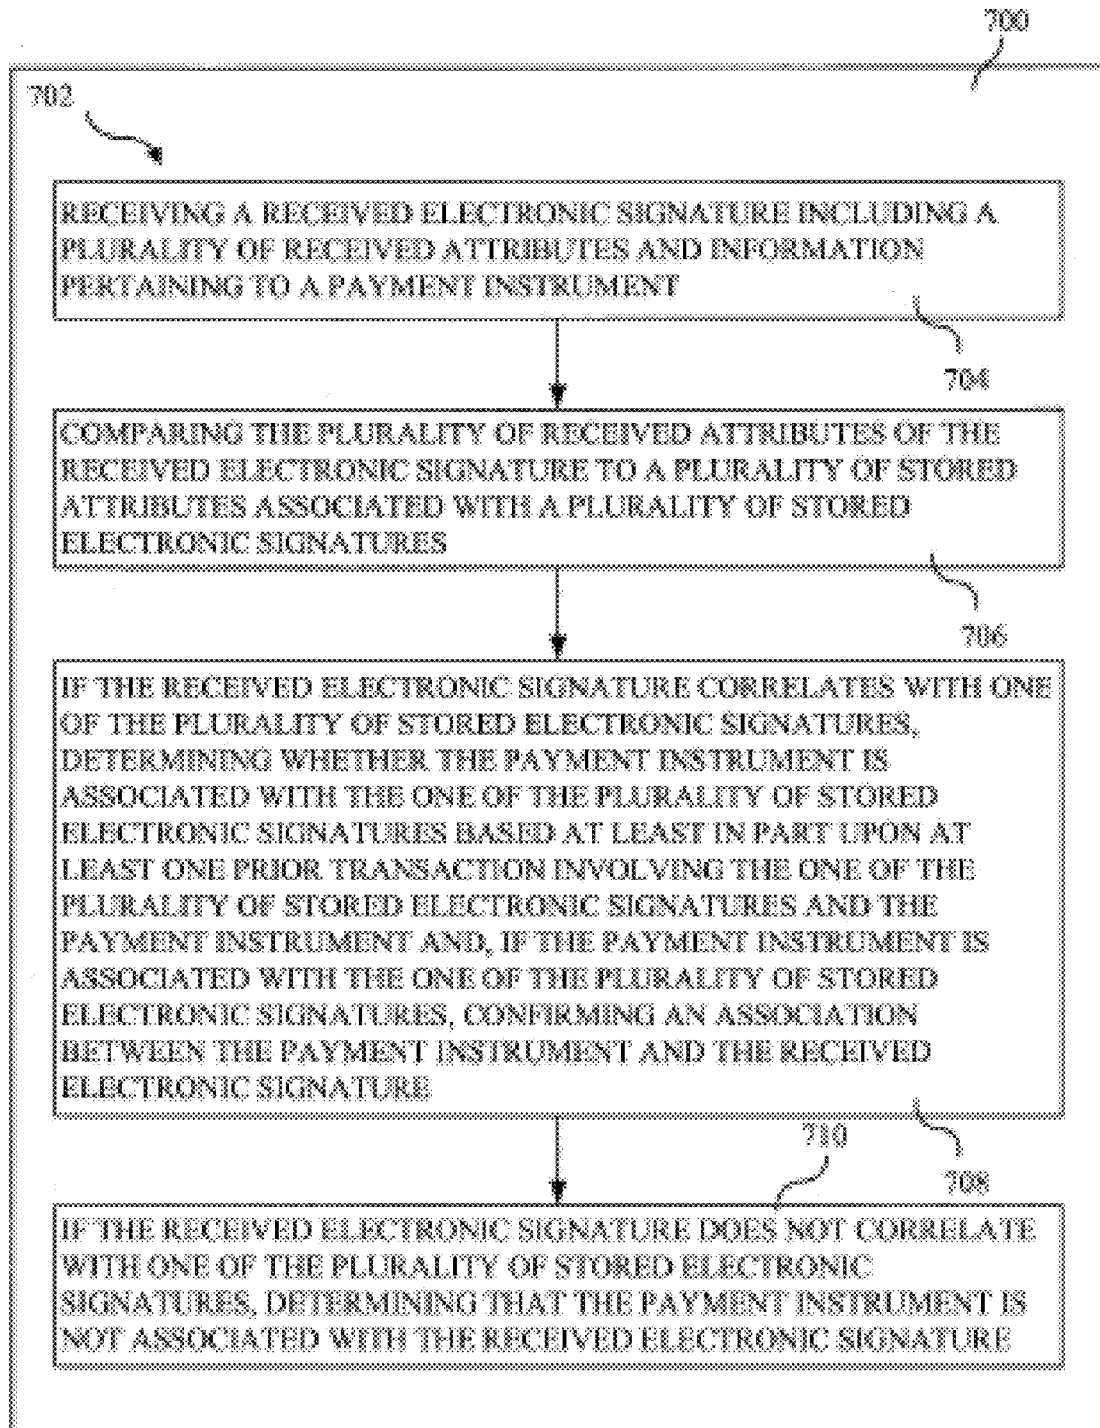 700
702
RECEIVING A RECEIVED ELECTRONIC SIGNATURE INCLUDING A
PLURALITY OF RECEIVED ATTRIBUTES AND INFORMATION
PERTAINING TO A PAYMENT INSTRUMENT
704
COMPARING THE PLURALITY OF RECEIVED ATTRIBUTES OF THE
RECEIVED ELECTRONIC SIGNATURE TO A PLURALITY OF STORED
ATTRIBUTES ASSOCIATED WITH A PLURALITY OF STORED
ELECTRONIC SIGNATURES
706
IF THE RECEIVED ELECTRONIC SIGNATURE CORRELATES WITH ONE
OF THE PLURALITY OF STORED ELECTRONIC SIGNATURES,
DETERMINING WHETHER THE PAYMENT INSTRUMENT IS
ASSOCIATED WITH THE ONE OF THE PLURALITY OF STORED
ELECTRONIC SIGNATURES BASED AT LEAST IN PART UPON AT
LEAST ONE PRIOR TRANSACTION INVOLVING THE ONE OF THE
PLURALITY OF STORED ELECTRONIC SIGNATURES AND THE
PAYMENT INSTRUMENT AND, IF THE PAYMENT INSTRUMENT IS
ASSOCIATED WITH THE ONE OF THE PLURALITY OF STORED
ELECTRONIC SIGNATURES, CONFIRMING AN ASSOCIATION
BETWEEN THE PAYMENT INSTRUMENT AND THE RECEIVED
ELECTRONIC SIGNATURE
710
708
IF THE RECEIVED ELECTRONIC SIGNATURE DOES NOT CORRELATE
WITH ONE OF THE PLURALITY OF STORED ELECTRONIC
SIGNATURES, DETERMINING THAT THE PAYMENT INSTRUMENT IS
NOT ASSOCIATED WITH THE RECEIVED ELECTRONIC SIGNATURE